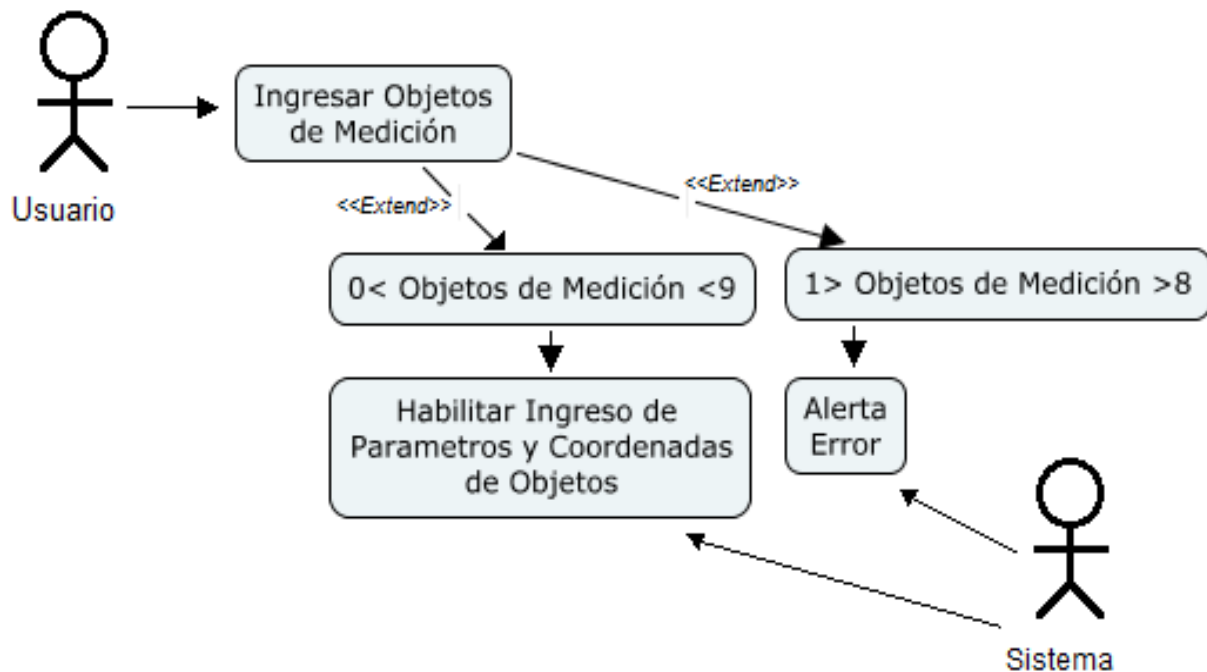 Ingresar Objetos
de Medición
Usuario
<<Extend>>
<<Extend>>
0< Objetos de Medición <9
1> Objetos de Medición >8
Habilitar Ingreso de
Parametros y Coordenadas
de Objetos
Alerta
Error
Sistema